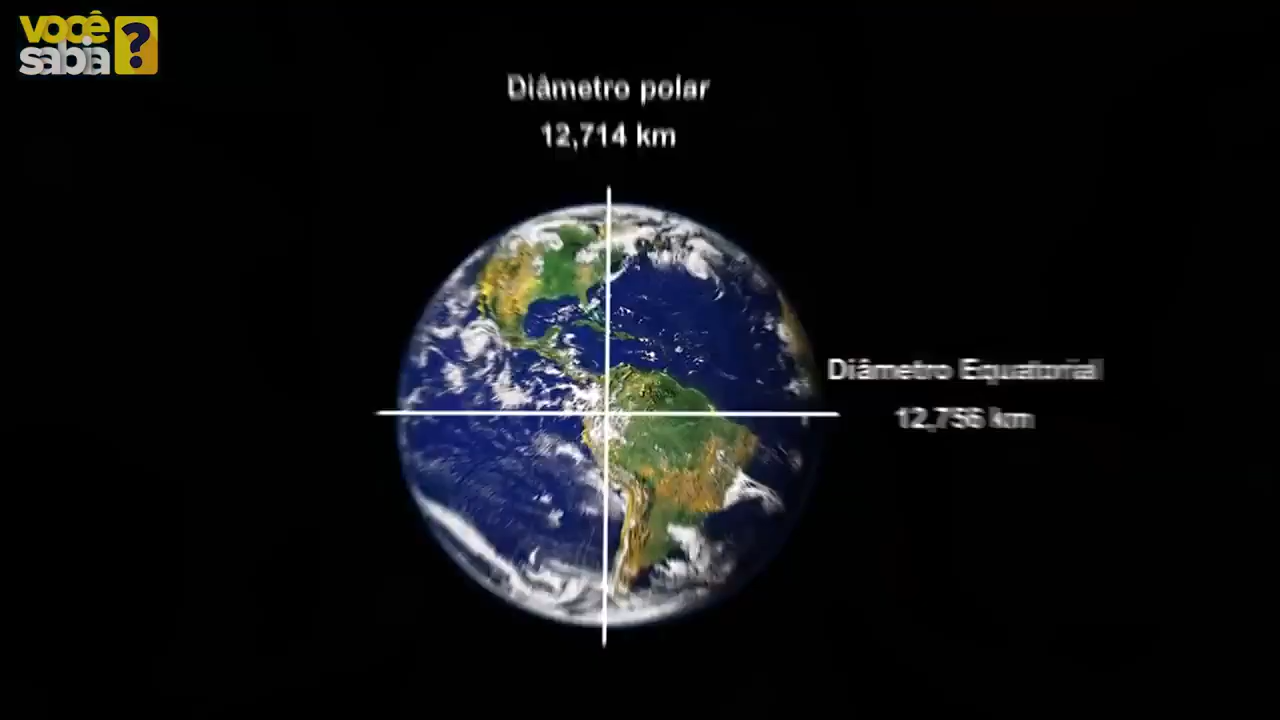 você
sabia?
Diâmetro polar
12,714 km
Diâmetro Equatorial
12,756 km